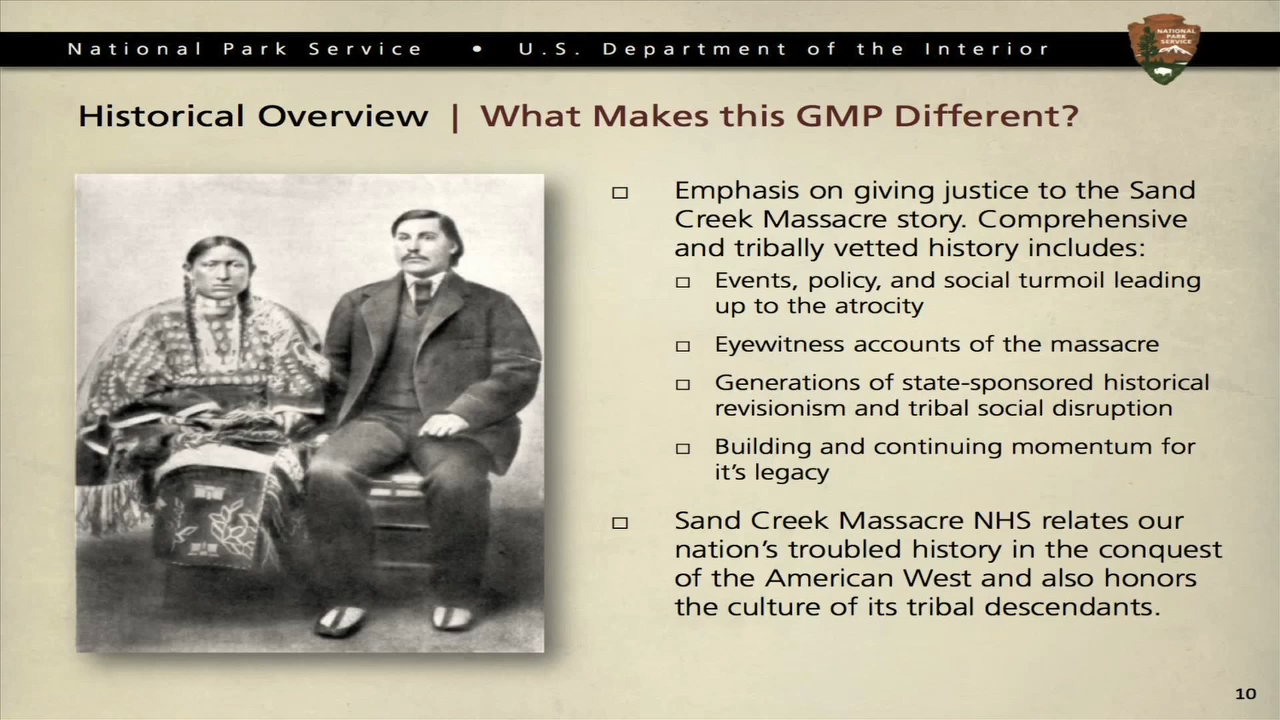 National Park Service • U.S. Department of the Interior
NATIONAL
PARK
SERVICE
Historical Overview | What Makes this GMP Different?
Emphasis on giving justice to the Sand
Creek Massacre story. Comprehensive
and tribally vetted history includes:
Events, policy, and social turmoil leading
up to the atrocity
Eyewitness accounts of the massacre
Generations of state-sponsored historical
revisionism and tribal social disruption
Building and continuing momentum for
it's legacy
Sand Creek Massacre NHS relates our
nation's troubled history in the conquest
of the American West and also honors
the culture of its tribal descendants.
10